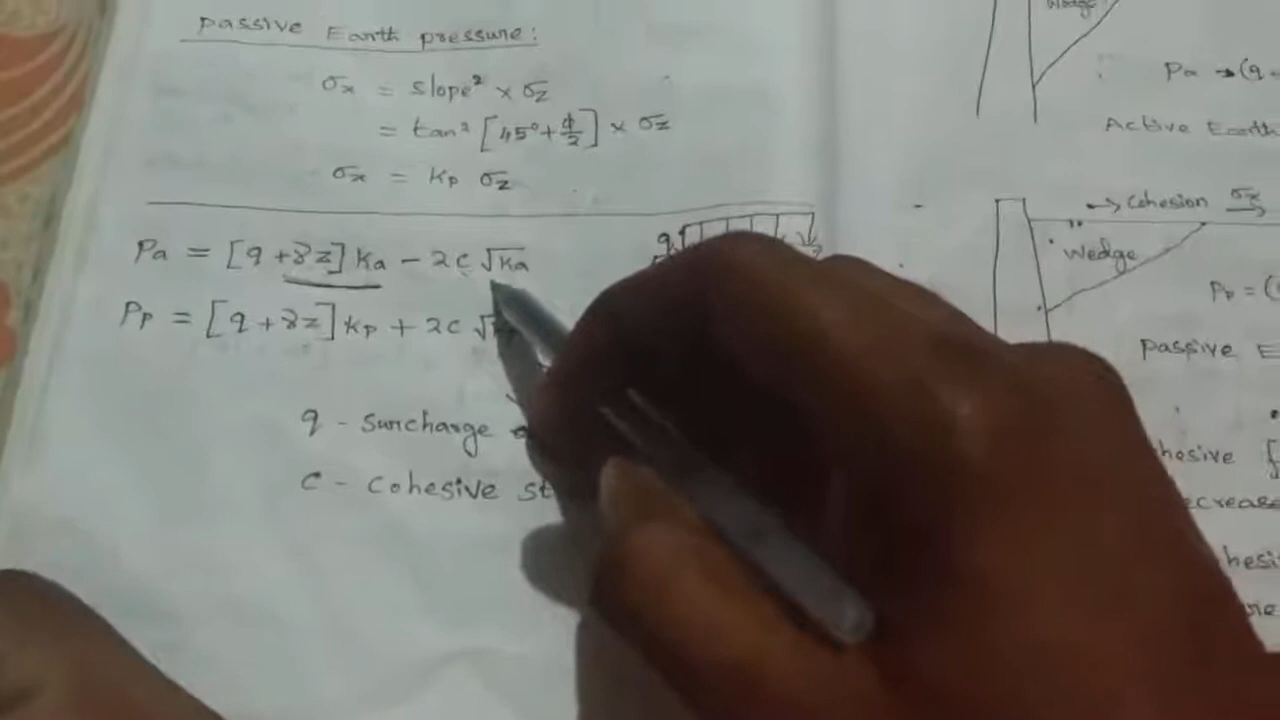 Passive Earth pressure:
σx = slope² × σz
= tan² [45°+ φ/2] × σz
σx = Kp σz
Pa = [q +γz] Ka − 2c √Ka
Pp = [q +γz] Kp + 2c √
q
q - Surcharge
c - Cohesive
Wedge
Pa → (q
Active Earth
→ Cohesion σx
Wedge
Pp = (
Passive